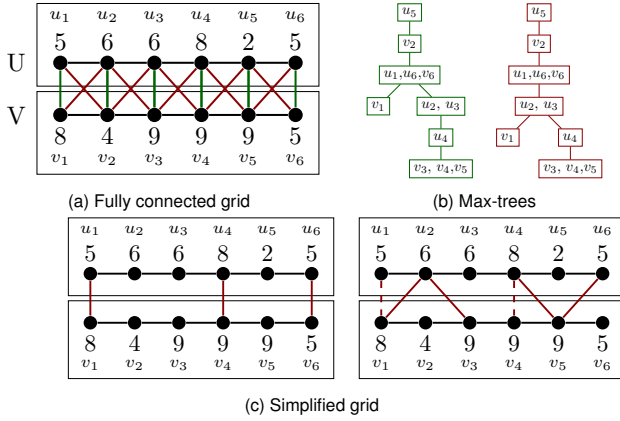 u1 u2 u3 u4 u5 u6
5 6 6 8 2 5
U
V
8 4 9 9 9 5
v1 v2 v3 v4 v5 v6
(a) Fully connected grid
u5
v2
u1,u6,v6
v1
u2, u3
u4
v3, v4,v5
u5
v2
u1,u6,v6
u2, u3
v1
u4
v3, v4,v5
(b) Max-trees
u1 u2 u3 u4 u5 u6
5 6 6 8 2 5
8 4 9 9 9 5
v1 v2 v3 v4 v5 v6
u1 u2 u3 u4 u5 u6
5 6 6 8 2 5
8 4 9 9 9 5
v1 v2 v3 v4 v5 v6
(c) Simplified grid